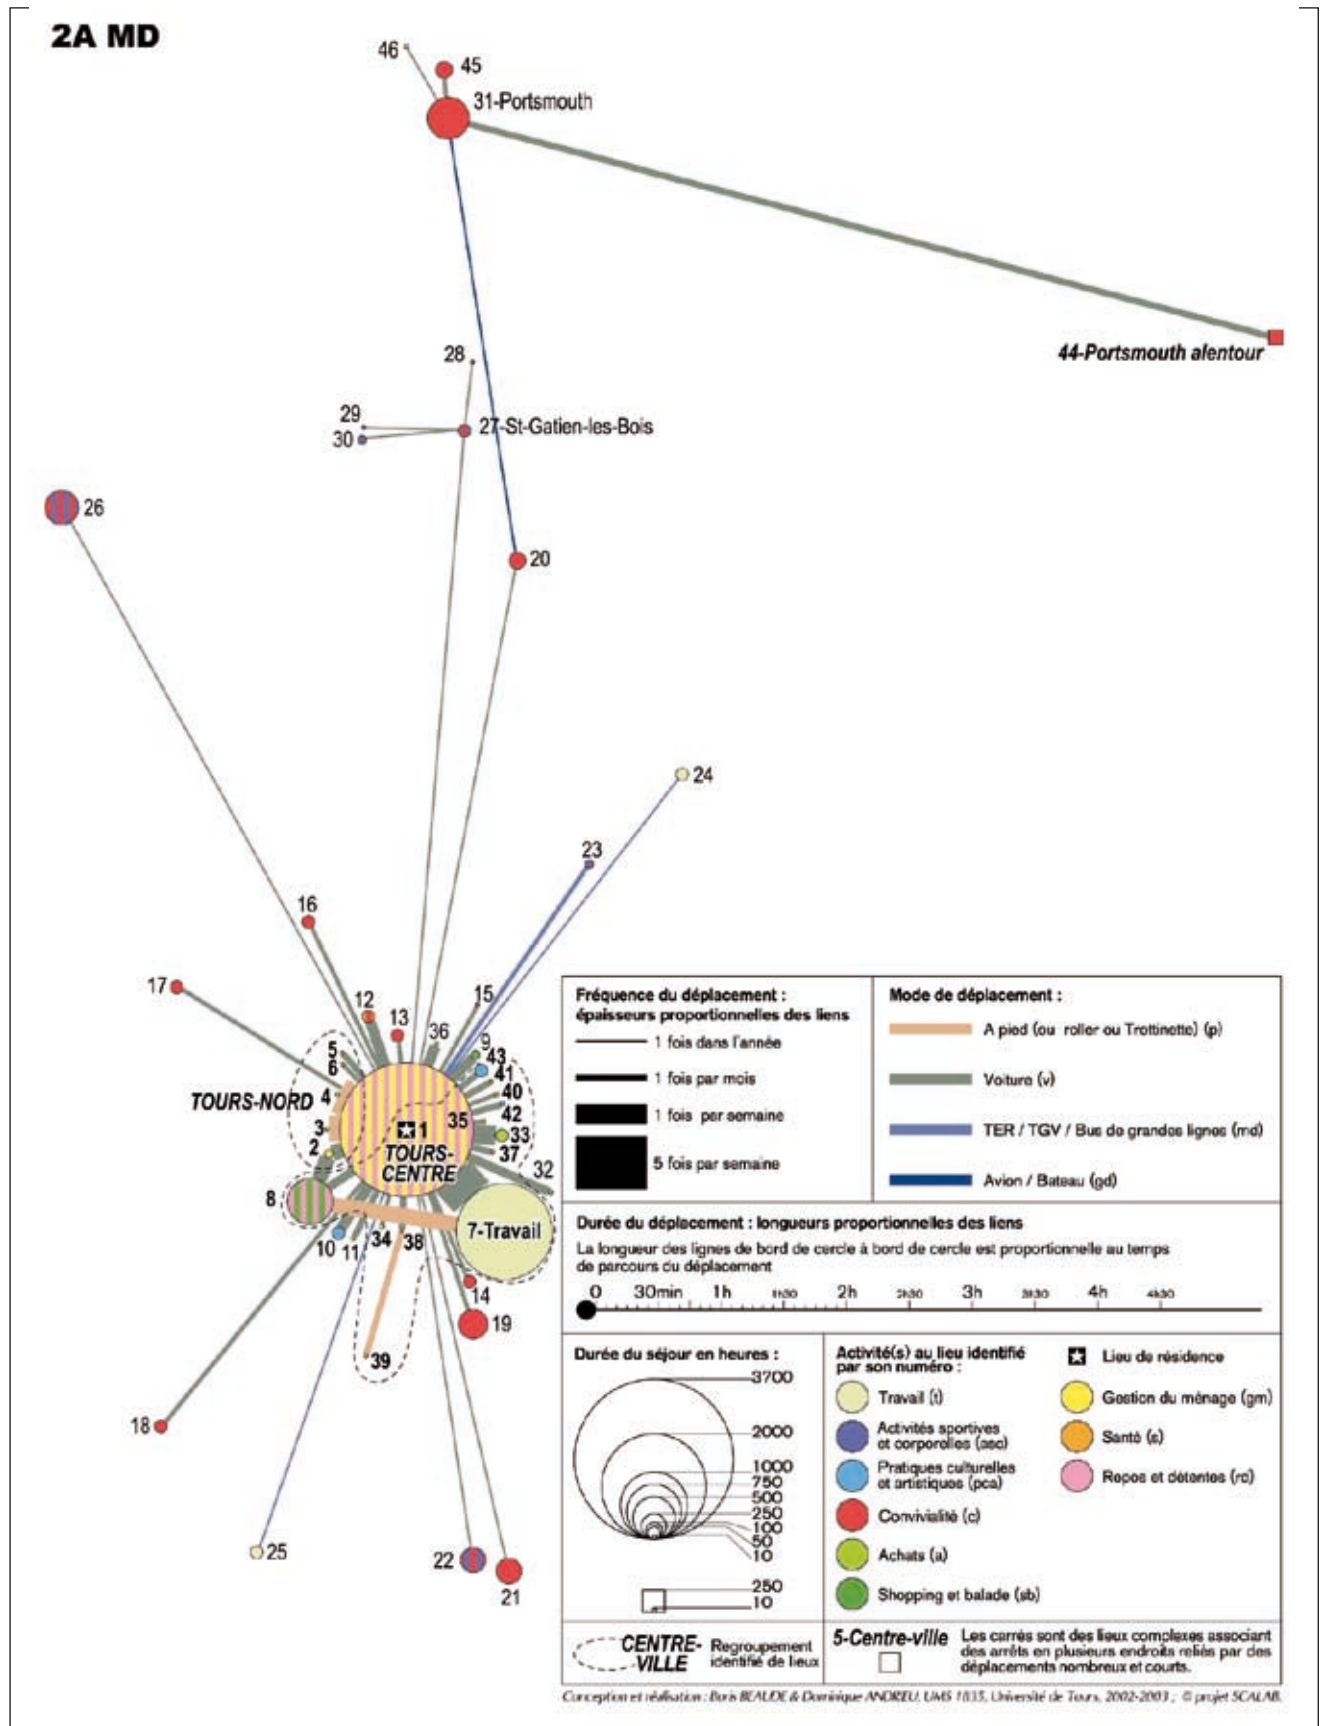 2A MD
46
45
31-Portsmouth
44-Portsmouth alentour
28
29
30
27-St-Gatien-les-Bois
26
20
24
23
16
17
12
13
15
36
9
5
6
43
41
40
4
42
TOURS-NORD
3
35
33
1
2
TOURS-
CENTRE
37
32
8
7-Travail
10
11
34
38
14
19
39
18
25
22
21
Fréquence du déplacement :
épaisseurs proportionnelles des liens
1 fois dans l'année
1 fois par mois
1 fois par semaine
5 fois par semaine
Mode de déplacement :
A pied (ou roller ou Trottinette) (p)
Voiture (v)
TER / TGV / Bus de grandes lignes (md)
Avion / Bateau (gd)
Durée du déplacement : longueurs proportionnelles des liens
La longueur des lignes de bord de cercle à bord de cercle est proportionnelle au temps
de parcours du déplacement
0 30min 1h 1h30 2h 2h30 3h 3h30 4h 4h30
Durée du séjour en heures :
3700
2000
1000
750
500
250
100
50
10
250
10
Activité(s) au lieu identifié
par son numéro :
Travail (t)
Activités sportives
et corporelles (asc)
Pratiques culturelles
et artistiques (pca)
Convivialité (c)
Achats (a)
Shopping et balade (sb)
Lieu de résidence
Gestion du ménage (gm)
Santé (s)
Repos et détentes (rd)
CENTRE-
VILLE
Regroupement
identifié de lieux
5-Centre-ville
Les carrés sont des lieux complexes associant
des arrêts en plusieurs endroits reliés par des
déplacements nombreux et courts.
Conception et réalisation : Boris BEAUDE & Dominique ANDRIEU, UMS 1835, Université de Tours, 2002-2003 ; © projet SCALAB.